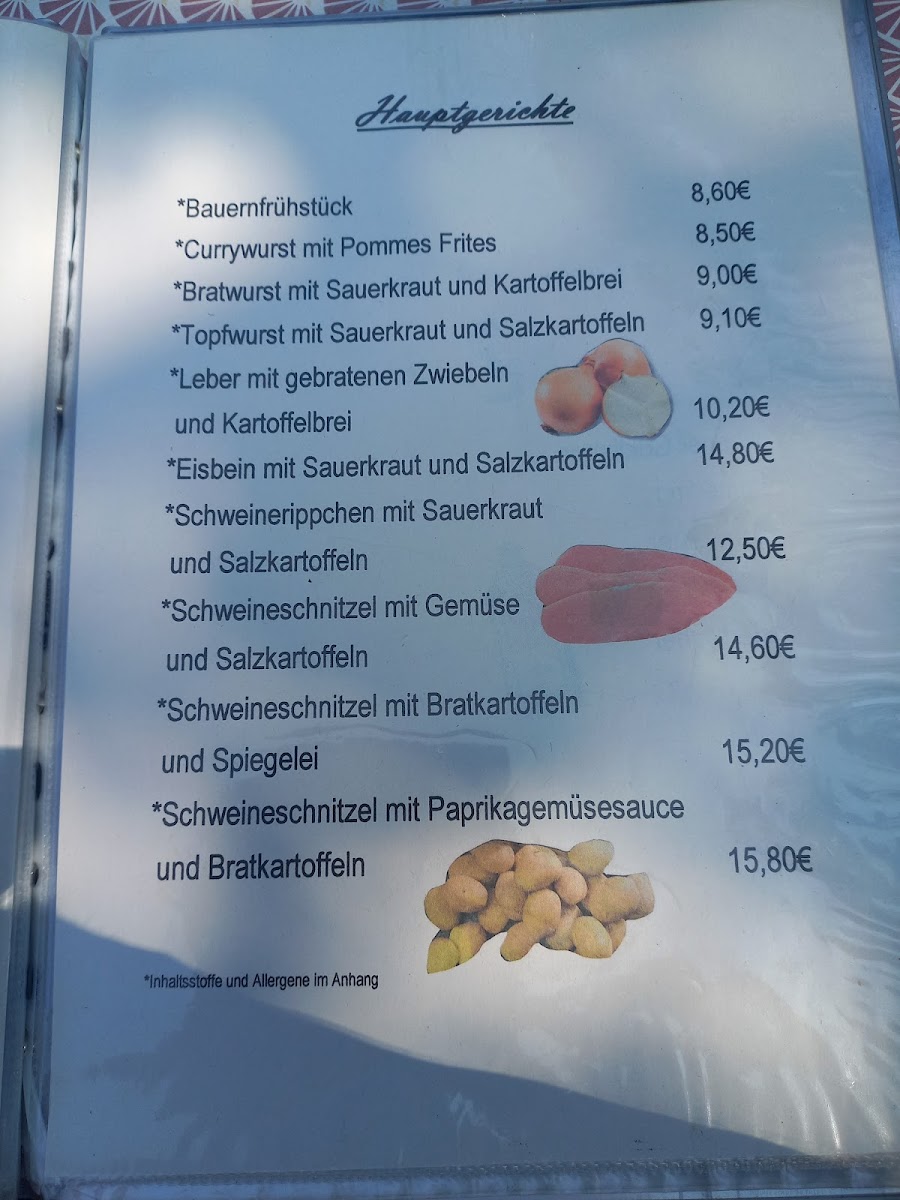 Hauptgerichte
*Bauernfrühstück 8,60€
*Currywurst mit Pommes Frites 8,50€
*Bratwurst mit Sauerkraut und Kartoffelbrei 9,00€
*Topfwurst mit Sauerkraut und Salzkartoffeln 9,10€
*Leber mit gebratenen Zwiebeln
und Kartoffelbrei 10,20€
*Eisbein mit Sauerkraut und Salzkartoffeln 14,80€
*Schweinerippchen mit Sauerkraut
und Salzkartoffeln 12,50€
*Schweineschnitzel mit Gemüse
und Salzkartoffeln 14,60€
*Schweineschnitzel mit Bratkartoffeln
und Spiegelei 15,20€
*Schweineschnitzel mit Paprikagemüsesauce
und Bratkartoffeln 15,80€
*Inhaltsstoffe und Allergene im Anhang